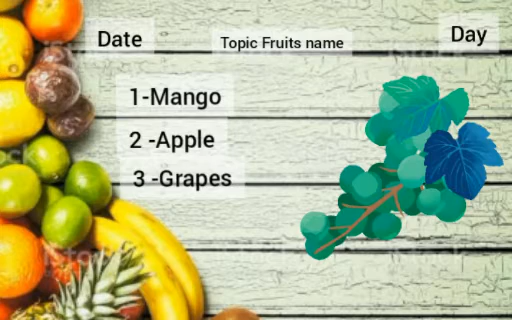 Date
Topic Fruits name
Day
1-Mango
2 -Apple
3 -Grapes